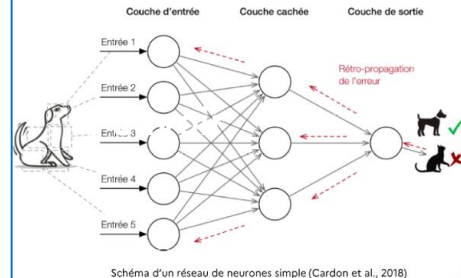 Couche d'entrée Couche cachée Couche de sortie
Entrée 1
Rétro-propagation
de l'erreur
Entrée 2
3
Entrée 4
Entrée 5
Schéma d'un réseau de neurones simple (Cardon et al., 2018)